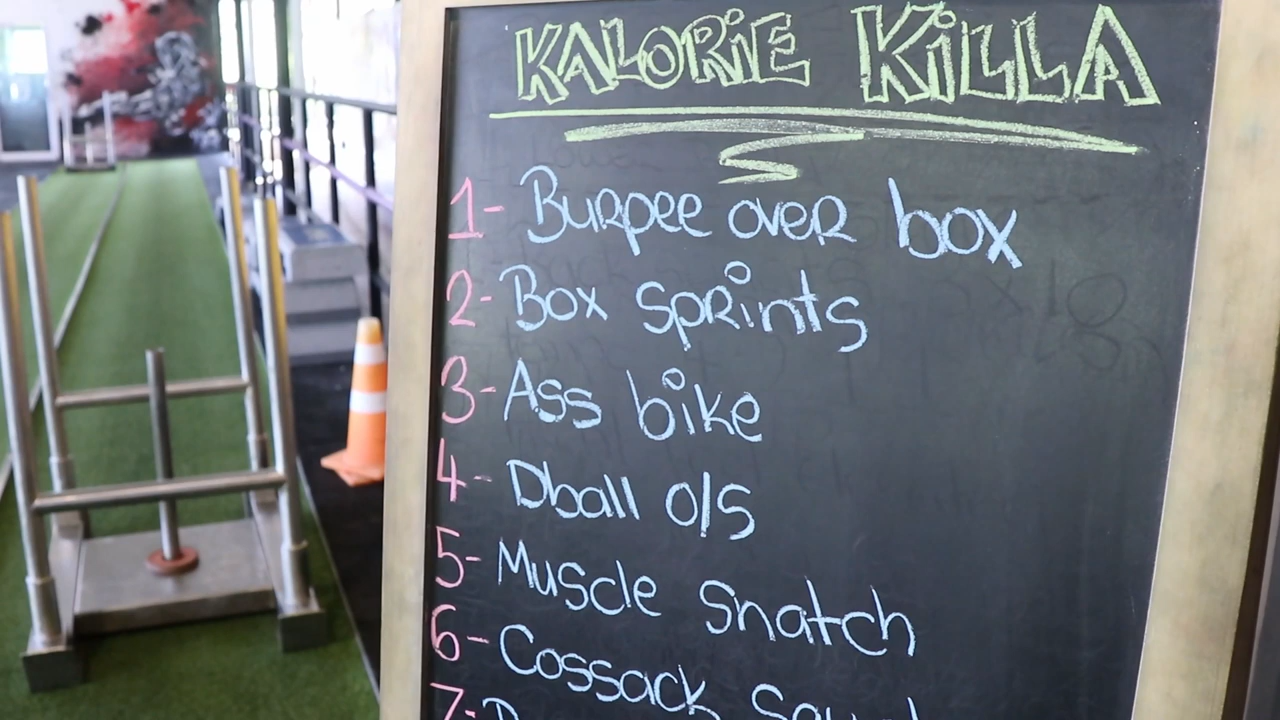 KALORIE KILLA
1- Burpee over box
2- Box sprints
3- Ass bike
4- Dball o/s
5- Muscle snatch
6- Cossack
7-